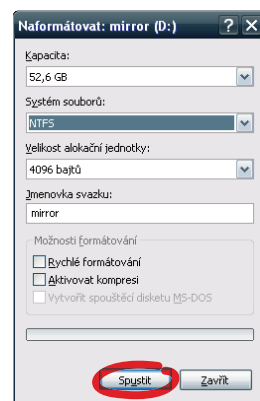 Naformátovat: mirror (D:)
Kapacita:
52,6 GB
Systém souborů:
NTFS
Velikost alokační jednotky:
4096 bajtů
Jmenovka svazku:
mirror
Možnosti formátování
Rychlé formátování
Aktivovat kompresi
Vytvořit spouštěcí disketu MS-DOS
Spustit
Zavřít